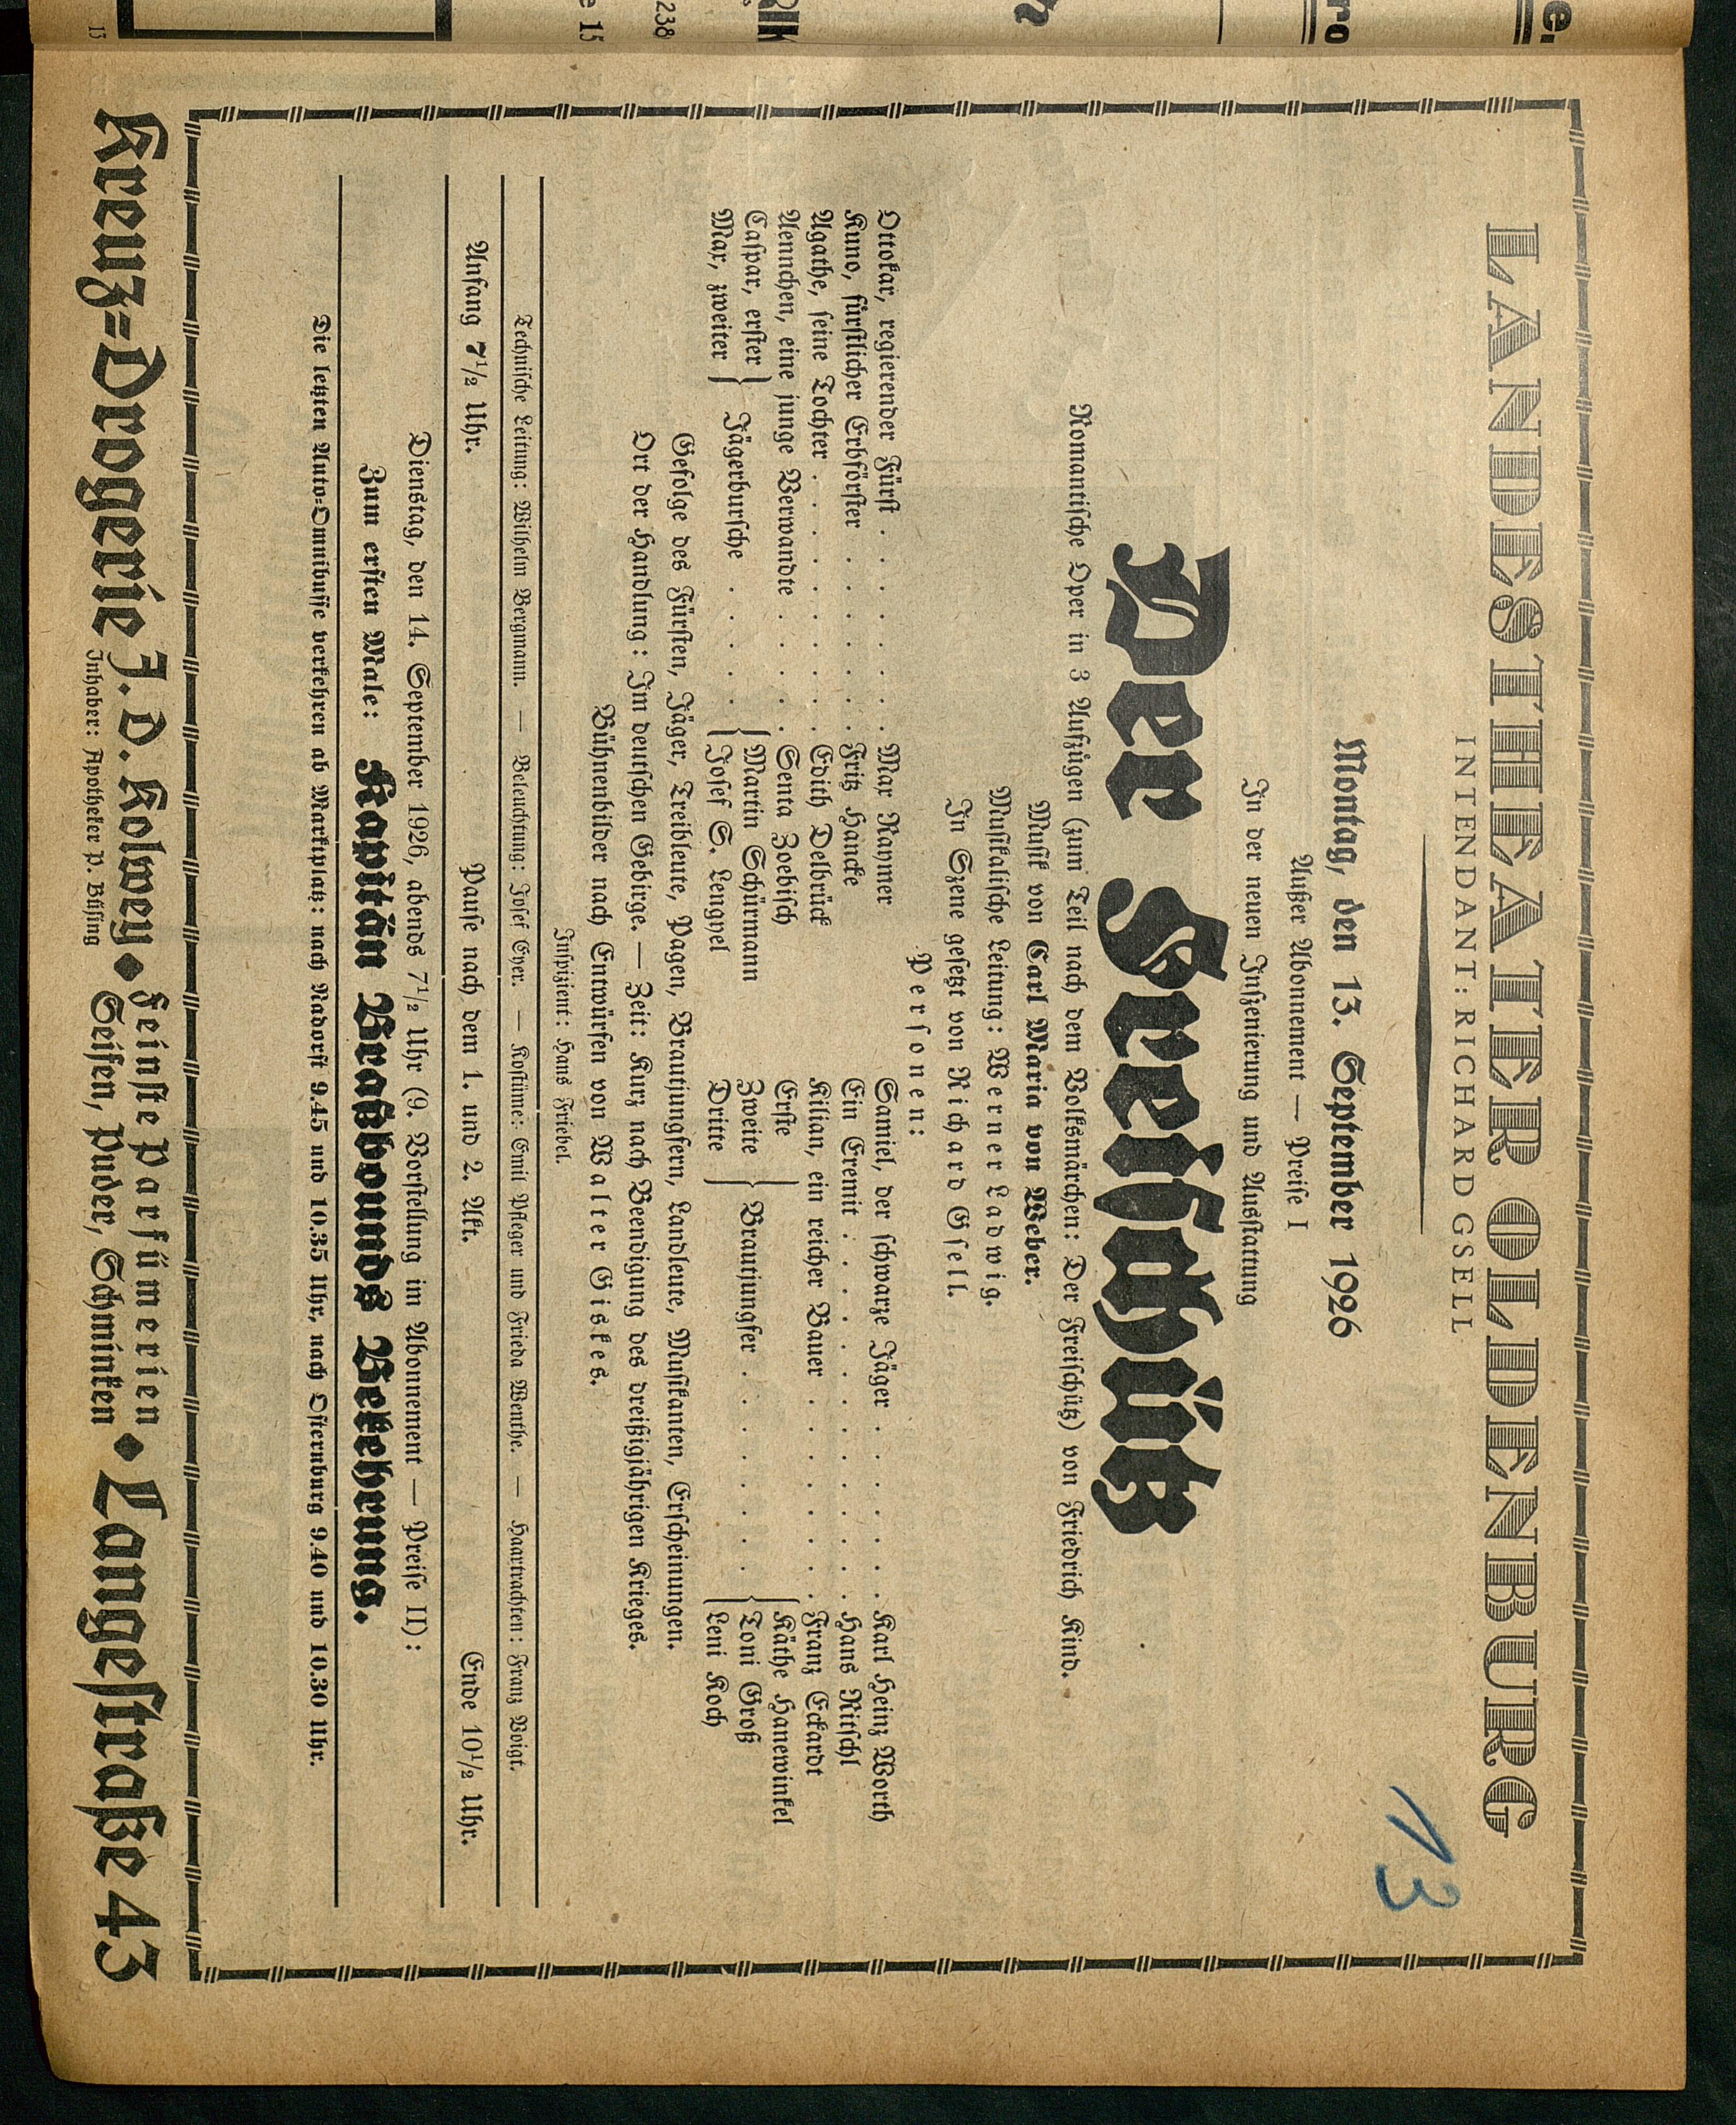 LANDESTHEATER OLDENBURG
INTENDANT: RICHARD GSELL
13
Montag, den 13. September 1926
Außer Abonnement — Preise I
In der neuen Inszenierung und Ausstattung
Der Freischütz
Romantische Oper in 3 Aufzügen (zum Teil nach dem Volksmärchen: Der Freischütz) von Friedrich Kind.
Musik von Carl Maria von Weber.
Musikalische Leitung: Werner Ladwig.
In Szene gesetzt von Richard Gsell.
Personen:
Ottokar, regierender Fürst . . . . . . . Max Raymer
Kuno, fürstlicher Erbförster . . . . . . Fritz Hancke
Agathe, seine Tochter . . . . . . . . Edith Delbrück
Aennchen, eine junge Verwandte . . . . . Senta Zoebisch
Caspar, erster } Jägerbursche . . . . . { Martin Schürmann
Max, zweiter } { Josef S. Lengyel
Samiel, der schwarze Jäger . . . . . . . Karl Heinz Worth
Ein Eremit . . . . . . . . . . . . Hans Ritschl
Kilian, ein reicher Bauer . . . . . . . Franz Eckardt
Erste } { Käthe Hanewinkel
Zweite } Brautjungfer . . . . . . . { Toni Groß
Dritte } { Leni Koch
Gefolge des Fürsten, Jäger, Treibleute, Pagen, Brautjungfern, Landleute, Musikanten, Erscheinungen.
Ort der Handlung: Im deutschen Gebirge. — Zeit: Kurz nach Beendigung des dreißigjährigen Krieges.
Bühnenbilder nach Entwürfen von Walter Giskes.
Inspizient: Hans Friebel.
Technische Leitung: Wilhelm Bergmann. — Beleuchtung: Josef Eyer. — Kostüme: Emil Pleger und Frieda Menthe. — Haartrachten: Franz Voigt.
Anfang 7½ Uhr. Pause nach dem 1. und 2. Akt. Ende 10½ Uhr.
Dienstag, den 14. September 1926, abends 7½ Uhr (9. Vorstellung im Abonnement — Preise II):
Zum ersten Male: Kapitän Braßbounds Bekehrung.
Die letzten Auto-Omnibusse verkehren ab Marktplatz: nach Nadorst 9.45 und 10.35 Uhr, nach Osternburg 9.40 und 10.30 Uhr.
Kreuz-Drogerie J. D. Kolwey ◆ Feinste Parfümerien ◆ Langestraße 43
Inhaber: Apotheker P. Büsing
Seifen, Puder, Schminken